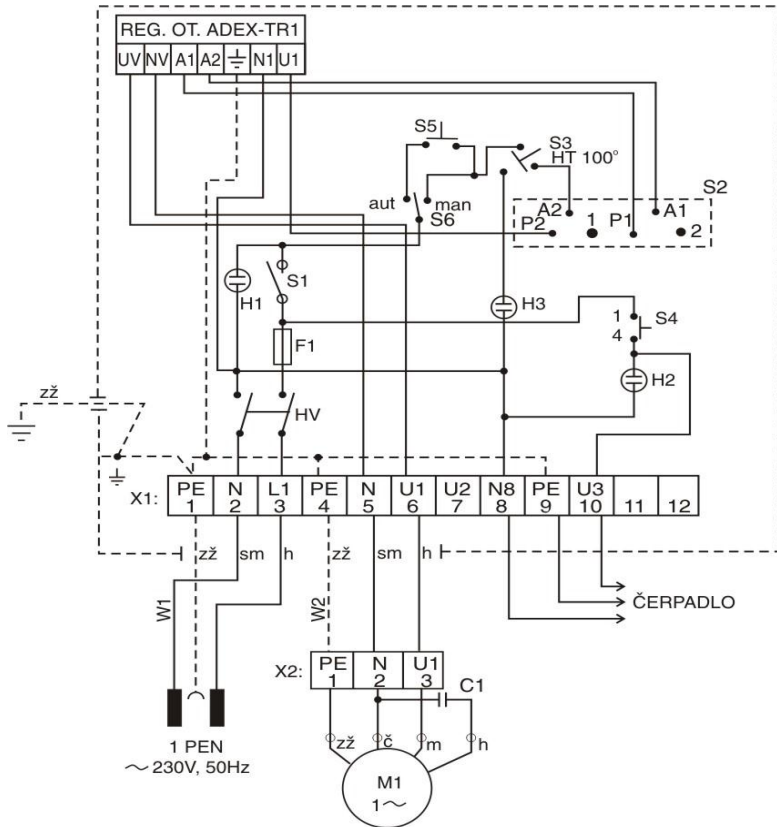 REG. OT. ADEX-TR1
UV NV A1 A2 N1 U1
S5
S3
HT 100°
S2
aut
man
S6
A2
P2
1
P1
A1
2
H1
S1
H3
1
4
S4
F1
H2
zž
HV
X1:
PE N L1 PE N U1 U2 N8 PE U3
1 2 3 4 5 6 7 8 9 10 11 12
zž sm h zž sm h
W1
W2
ČERPADLO
X2:
PE N U1
1 2 3
C1
zž č m h
1 PEN
~ 230V, 50Hz
M1
1~